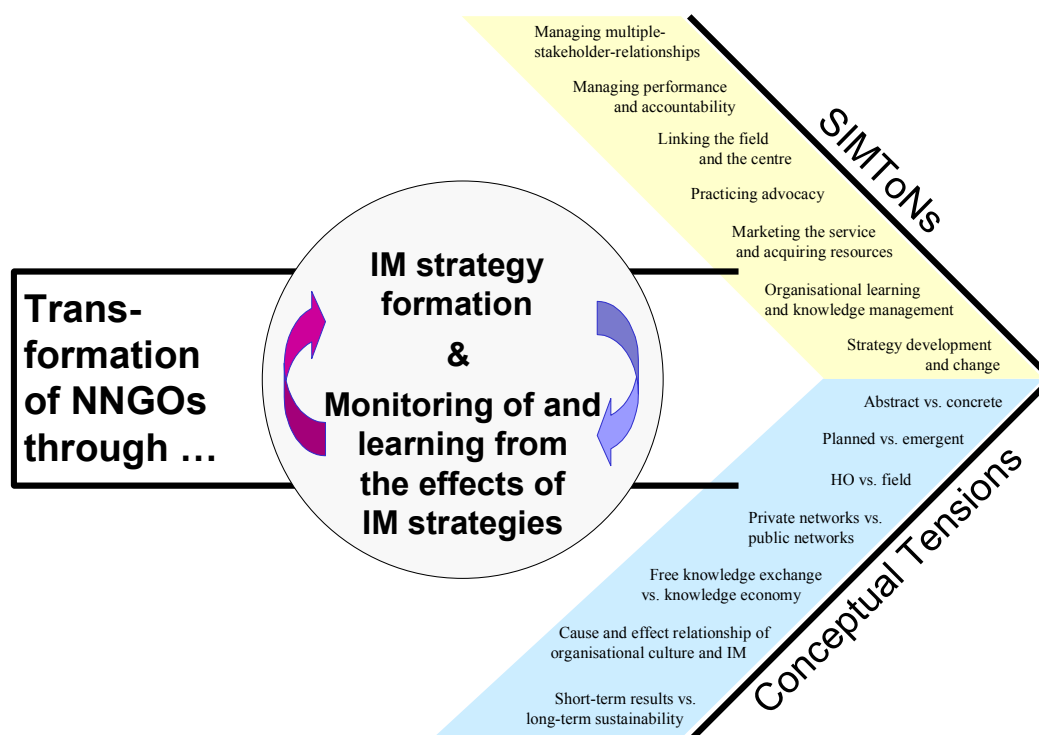 Trans-
formation
of NNGOs
through ...
IM strategy
formation
&
Monitoring of and
learning from
the effects of
IM strategies
SIMToNs
Managing multiple-
stakeholder-relationships
Managing performance
and accountability
Linking the field
and the centre
Practicing advocacy
Marketing the service
and acquiring resources
Organisational learning
and knowledge management
Strategy development
and change
Conceptual Tensions
Abstract vs. concrete
Planned vs. emergent
HO vs. field
Private networks vs.
public networks
Free knowledge exchange
vs. knowledge economy
Cause and effect relationship of
organisational culture and IM
Short-term results vs.
long-term sustainability